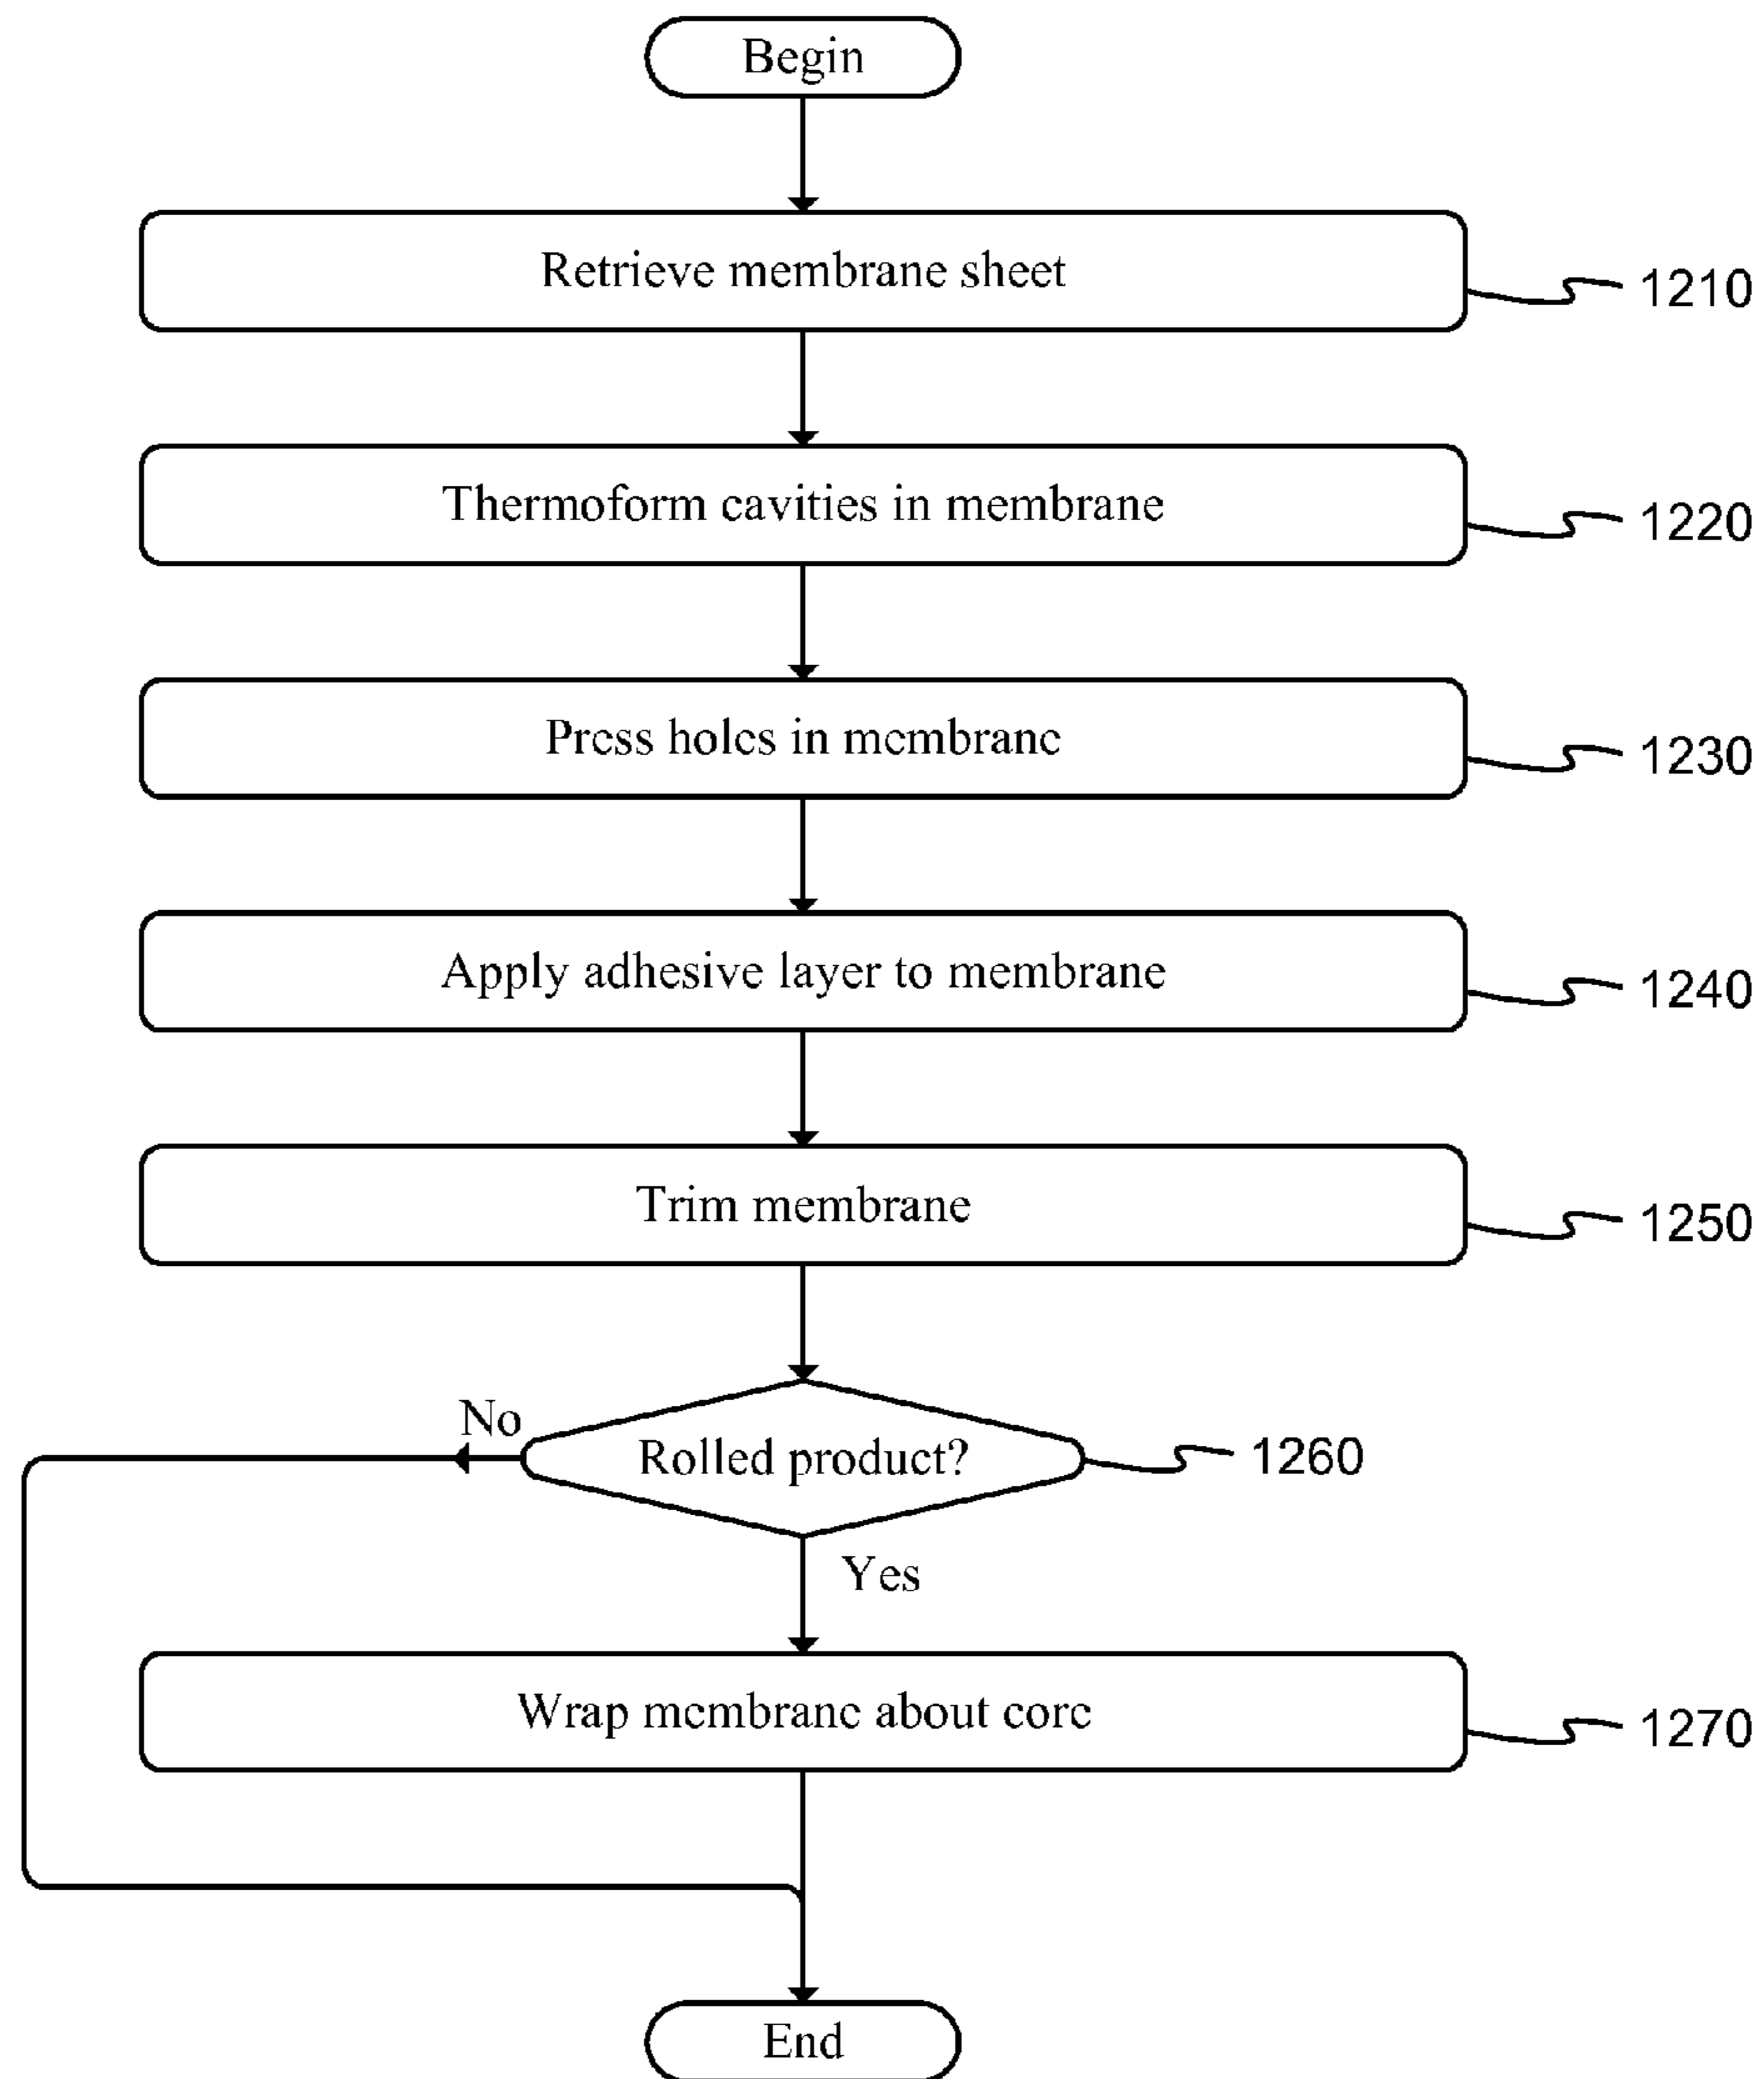 Begin
Retrieve membrane sheet
1210
Thermoform cavities in membrane
1220
Press holes in membrane
1230
Apply adhesive layer to membrane
1240
Trim membrane
1250
No
Rolled product?
1260
Yes
Wrap membrane about core
1270
End